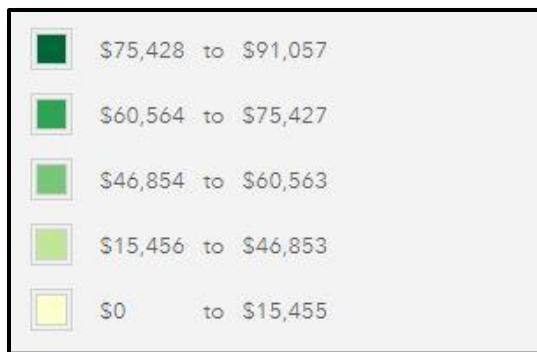 $75,428 to $91,057
$60,564 to $75,427
$46,854 to $60,563
$15,456 to $46,853
$0 to $15,455